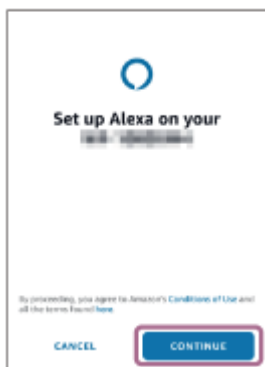 Set up Alexa on your
By proceeding, you agree to Amazon's Conditions of Use and
all the terms found here.
CANCEL
CONTINUE